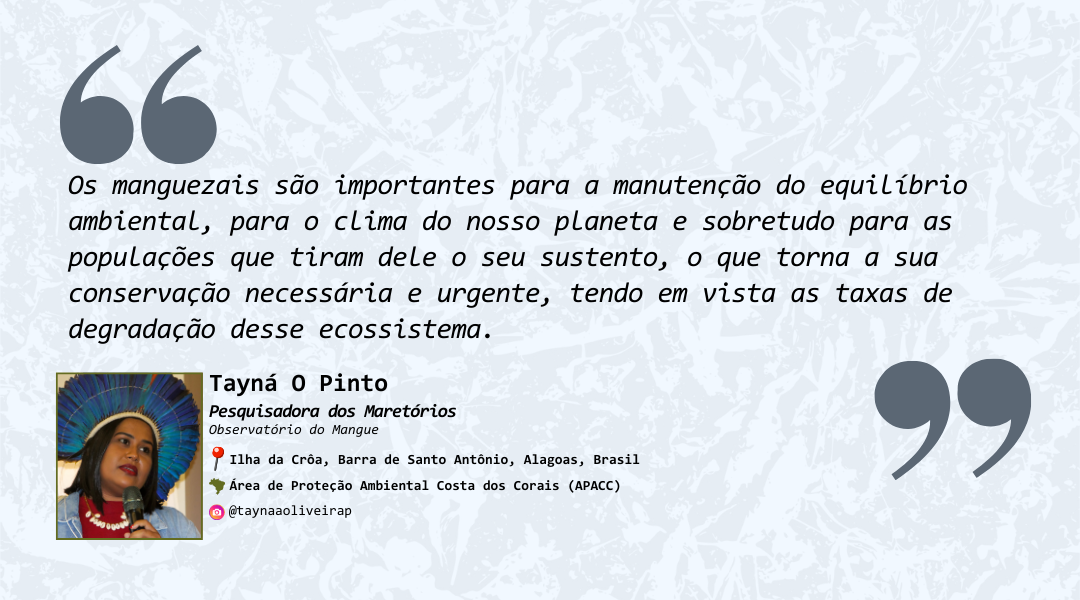 Os manguezais são importantes para a manutenção do equilíbrio
ambiental, para o clima do nosso planeta e sobretudo para as
populações que tiram dele o seu sustento, o que torna a sua
conservação necessária e urgente, tendo em vista as taxas de
degradação desse ecossistema.
Tayná O Pinto
Pesquisadora dos Maretórios
Observatório do Mangue
Ilha da Crôa, Barra de Santo Antônio, Alagoas, Brasil
Área de Proteção Ambiental Costa dos Corais (APACC)
@taynaaoliveirap